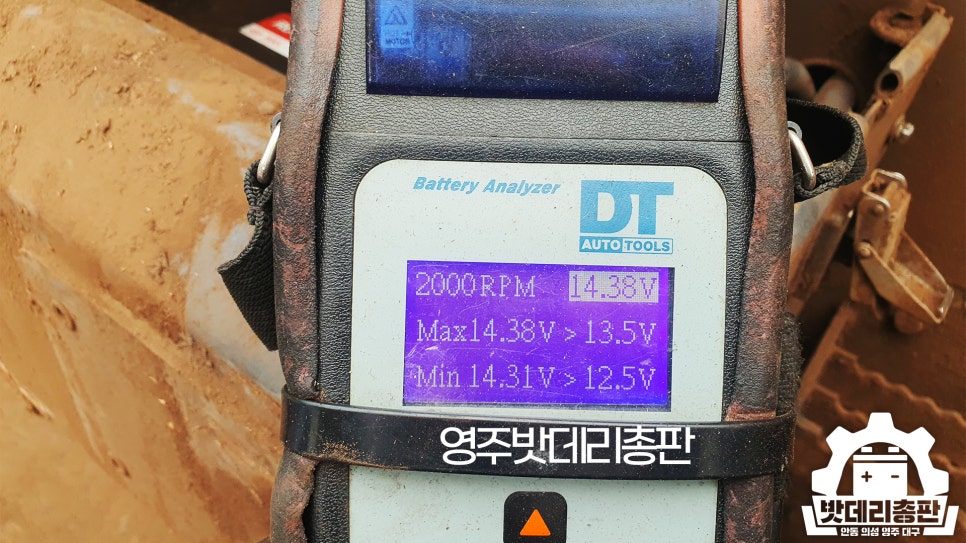 MOTOR
Battery Analyzer
DT
AUTO TOOLS
2000RPM 14.38V
Max14.38V > 13.5V
Min 14.31V > 12.5V
영주밧데리총판
밧데리총판
안동 의성 영주 대구